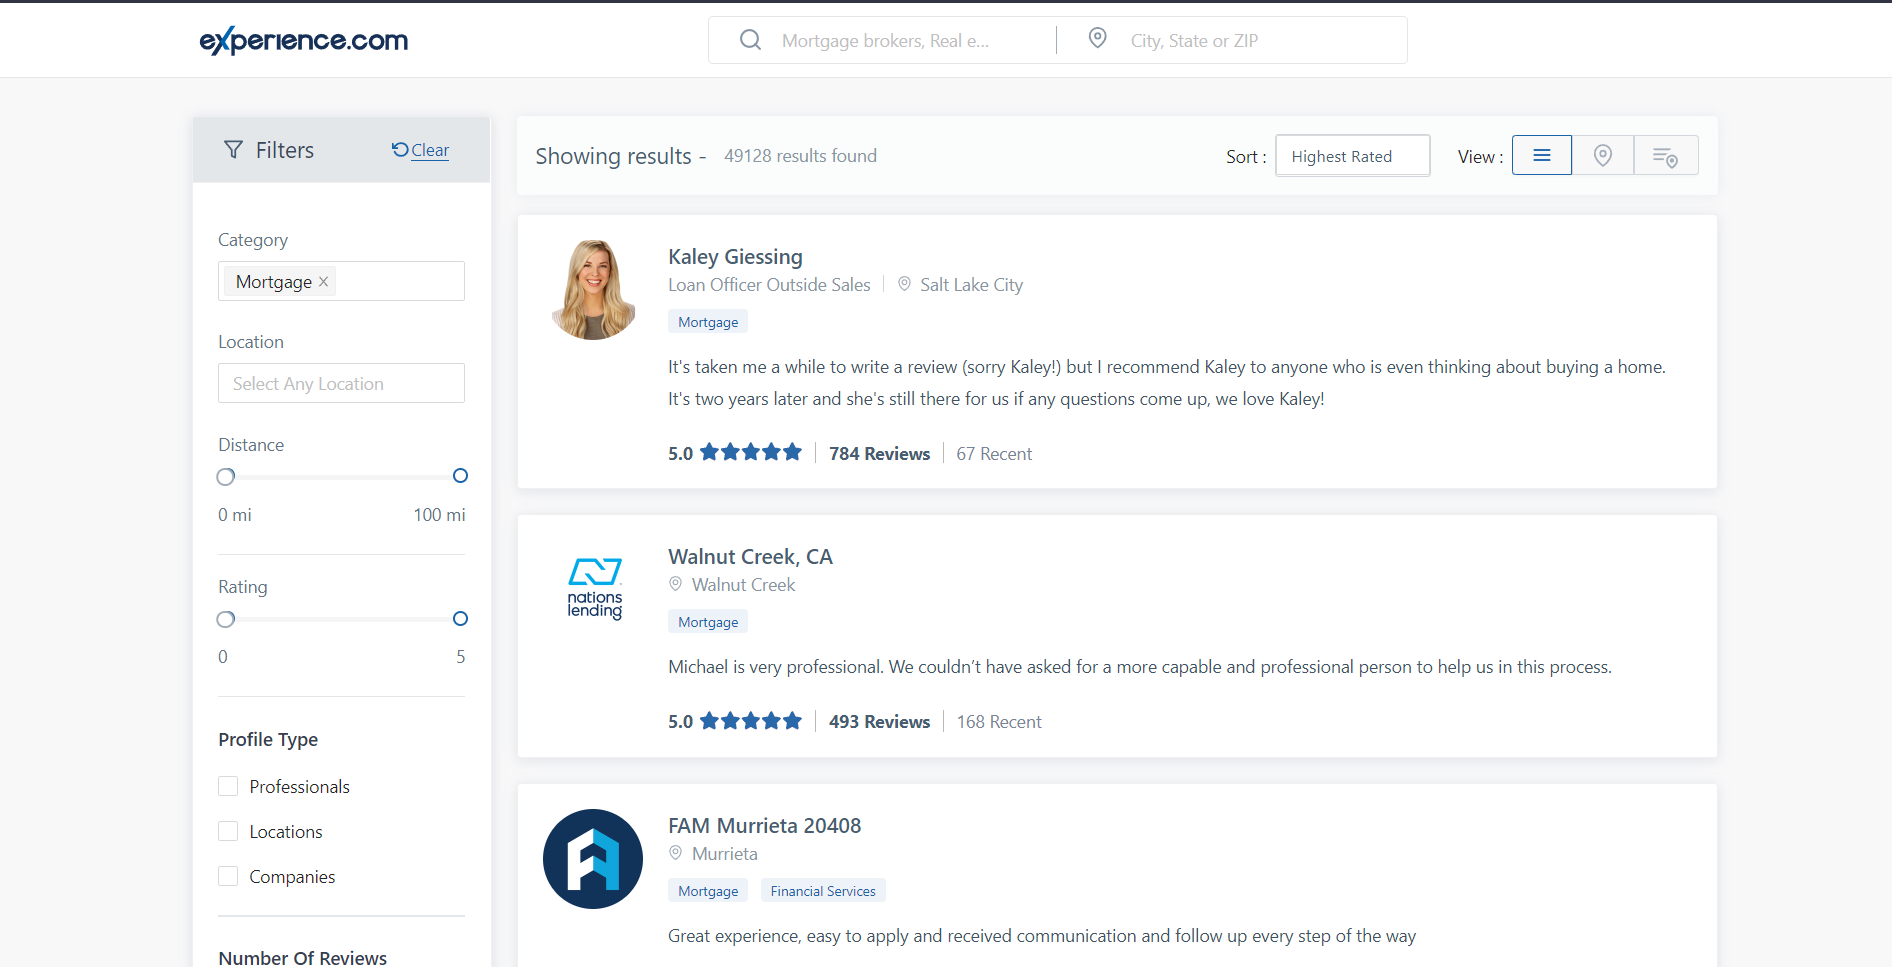 experience.com
Mortgage brokers, Real e...
City, State or ZIP
Filters
Clear
Category
Mortgage ×
Location
Select Any Location
Distance
0 mi
100 mi
Rating
0
5
Profile Type
Professionals
Locations
Companies
Number Of Reviews
Showing results -
49128 results found
Sort :
Highest Rated
View :
Kaley Giessing
Loan Officer Outside Sales
Salt Lake City
Mortgage
It's taken me a while to write a review (sorry Kaley!) but I recommend Kaley to anyone who is even thinking about buying a home.
It's two years later and she's still there for us if any questions come up, we love Kaley!
5.0
784 Reviews
67 Recent
nations
lending
Walnut Creek, CA
Walnut Creek
Mortgage
Michael is very professional. We couldn’t have asked for a more capable and professional person to help us in this process.
5.0
493 Reviews
168 Recent
FAM Murrieta 20408
Murrieta
Mortgage
Financial Services
Great experience, easy to apply and received communication and follow up every step of the way